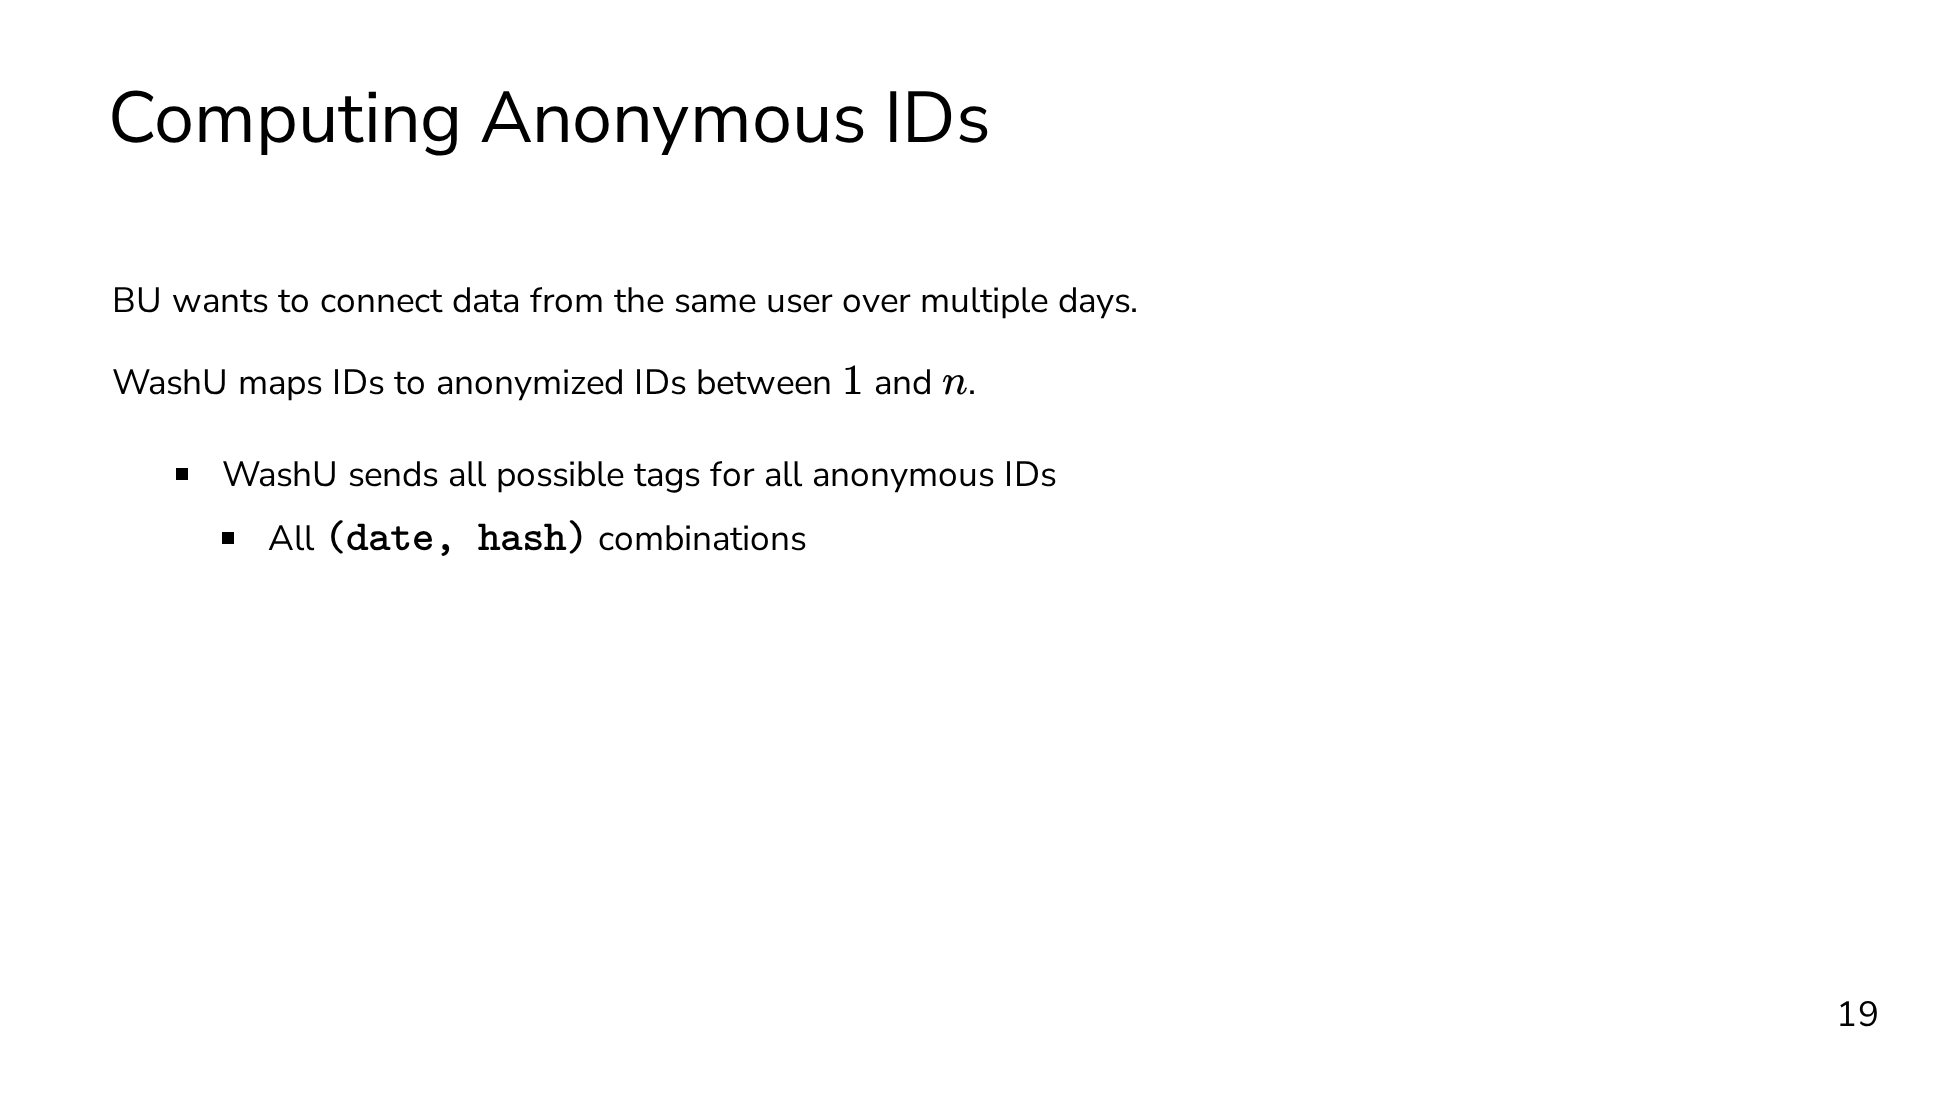 Computing Anonymous IDs
BU wants to connect data from the same user over multiple days.
WashU maps IDs to anonymized IDs between 1 and n.
▪ WashU sends all possible tags for all anonymous IDs
▪ All (date, hash) combinations
19